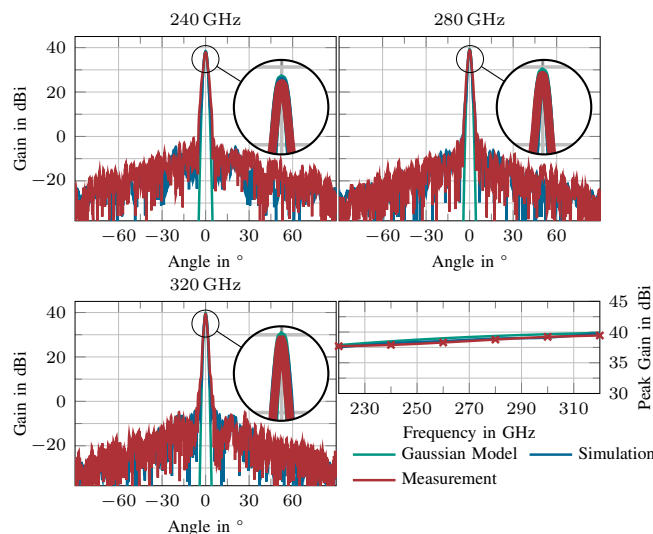 240 GHz
280 GHz
Gain in dBi
40
20
0
−20
−60 −30 0 30 60
−60 −30 0 30 60
Angle in °
Angle in °
320 GHz
Gain in dBi
40
20
0
−20
−60 −30 0 30 60
Angle in °
45
40
35
30
Peak Gain in dBi
230 250 270 290 310
Frequency in GHz
Gaussian Model
Simulation
Measurement